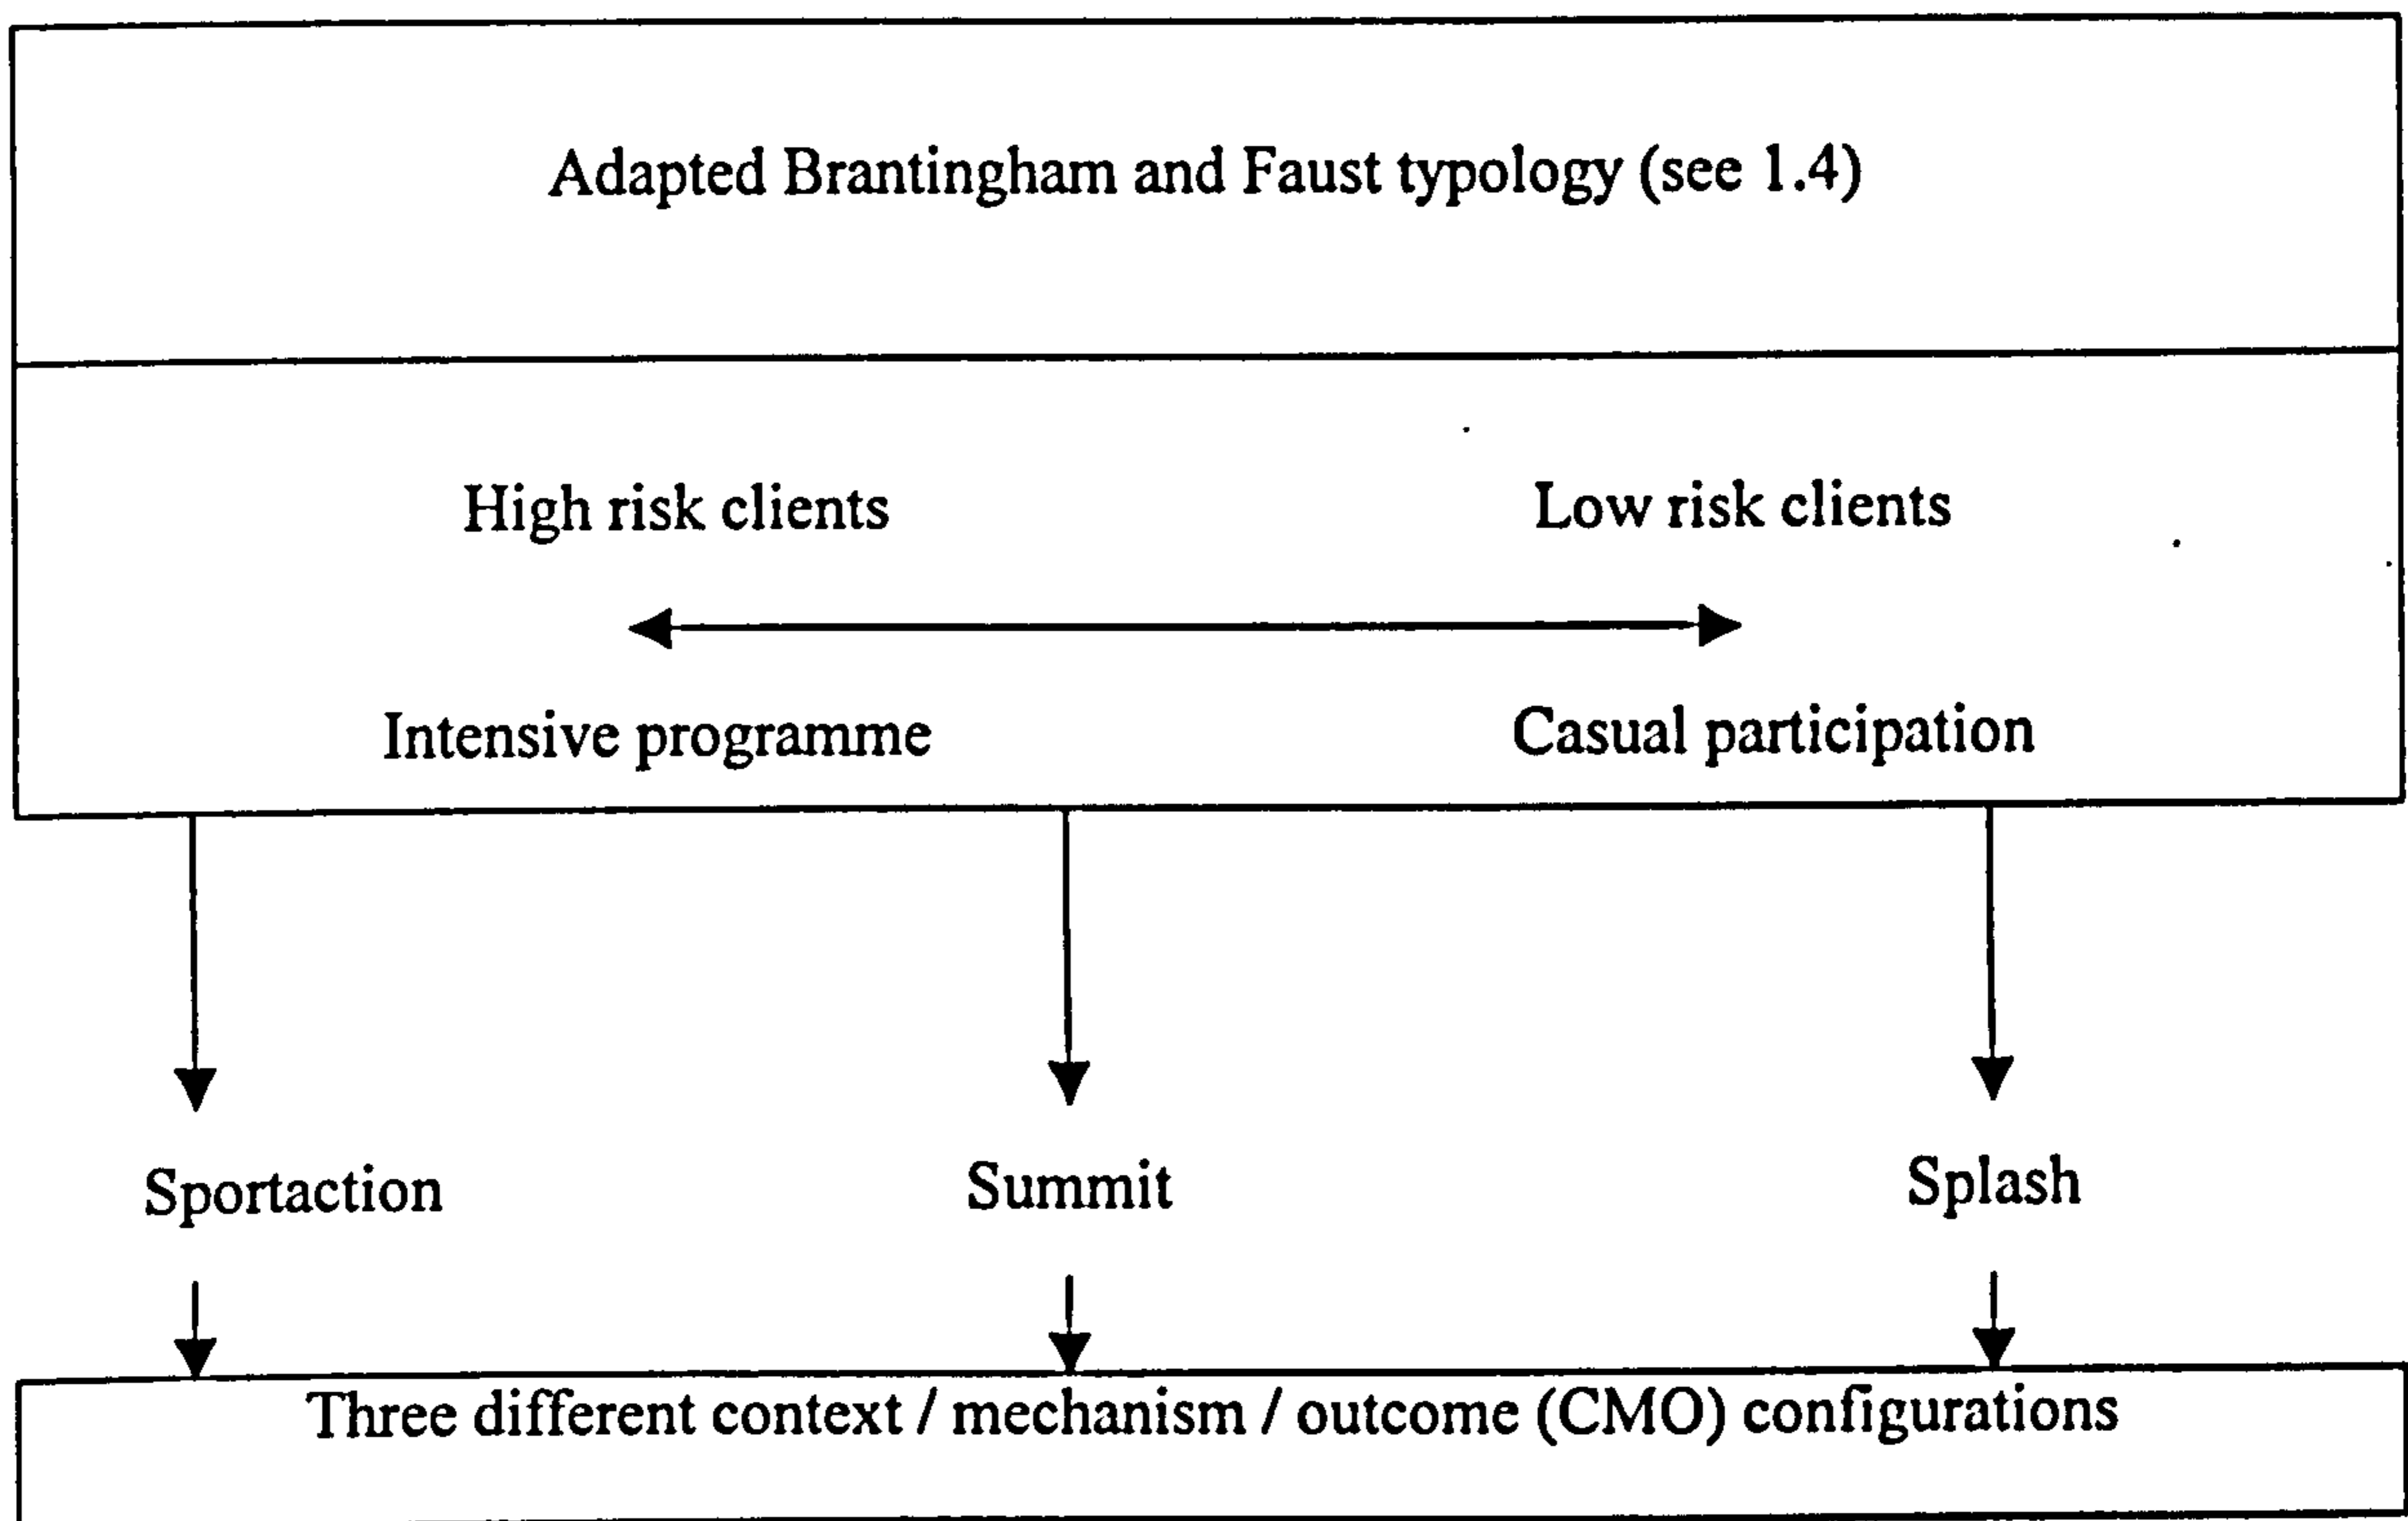 Adapted Brantingham and Faust typology (see 1.4)
High risk clients Low risk clients
Intensive programme Casual participation
Sportaction Summit Splash
Three different context / mechanism / outcome (CMO) configurations